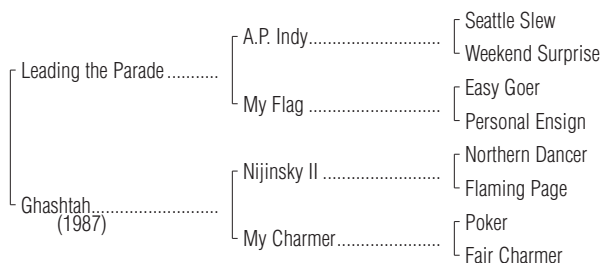 Seattle Slew
A.P. Indy........................................
Weekend Surprise
Leading the Parade...........
Easy Goer
My Flag........................................
Personal Ensign
Northern Dancer
Nijinsky II....................................
Flaming Page
Ghashtah...................................
(1987)
Poker
My Charmer................................
Fair Charmer